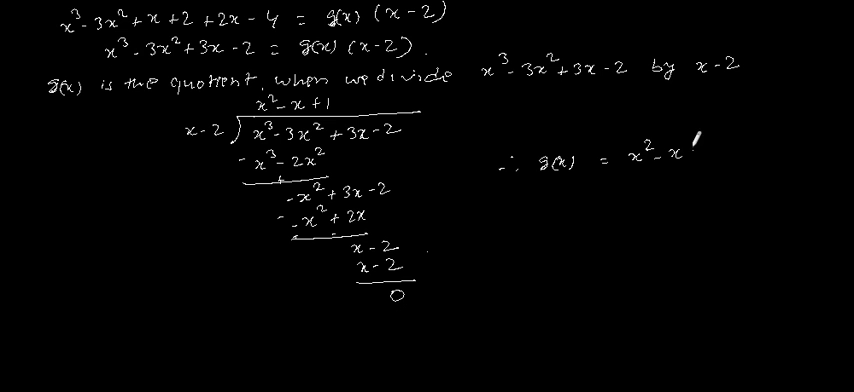 x³ - 3x² + x + 2 + 2x - 4 = g(x) (x - 2)
x³ - 3x² + 3x - 2 = g(x) (x - 2).
g(x) is the quotient, when we divide x³ - 3x² + 3x - 2 by x - 2
x² - x + 1
x - 2 ) x³ - 3x² + 3x - 2
- x³ - 2x²
+
- x² + 3x - 2
∴ g(x) = x² - x
- - x² + 2x
x - 2
x - 2
0